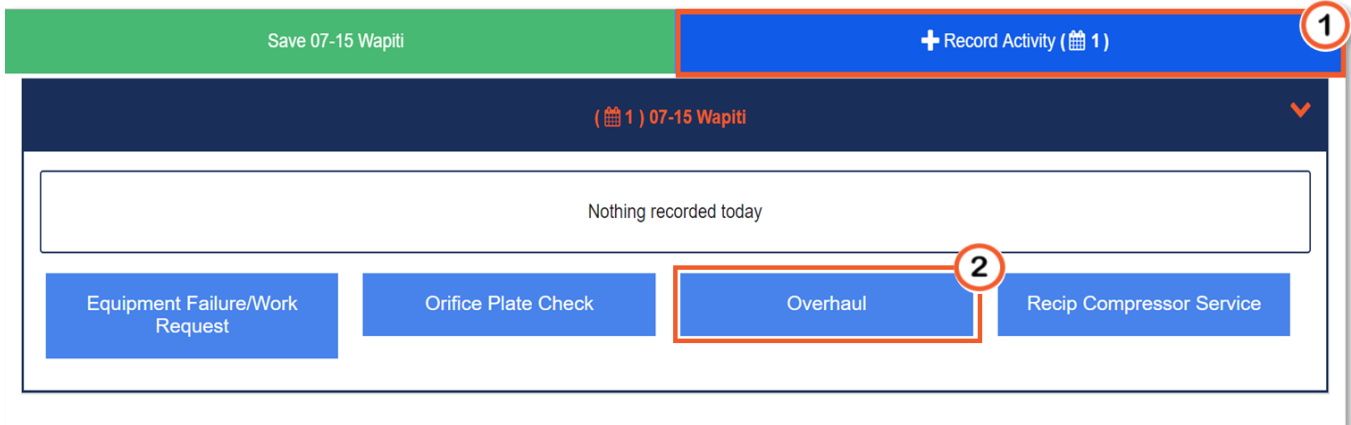 Save 07-15 Wapiti
+ Record Activity ( 1 )
1
( 1 ) 07-15 Wapiti
Nothing recorded today
2
Equipment Failure/Work
Request
Orifice Plate Check
Overhaul
Recip Compressor Service